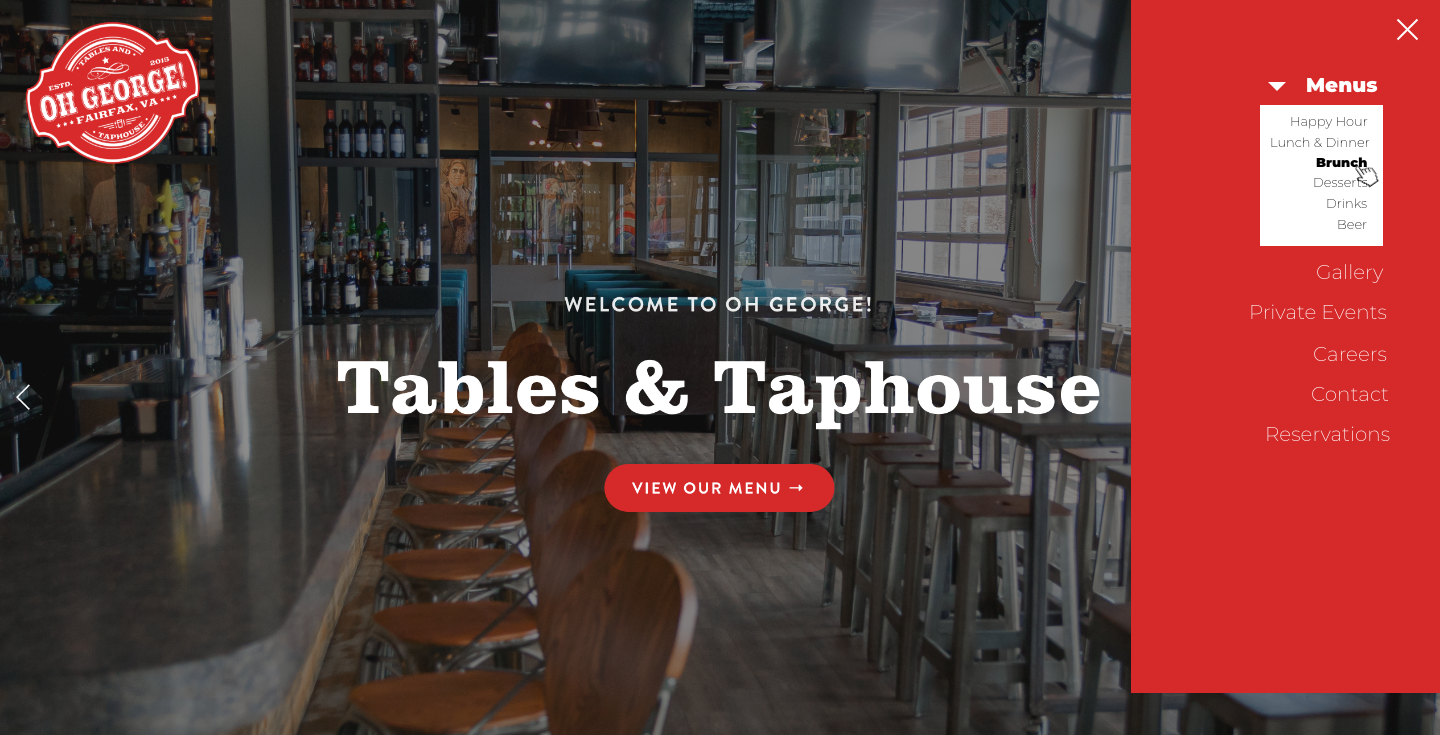 TABLES AND
ESTD. 2015
OH GEORGE!
FAIRFAX, VA
TAPHOUSE
WELCOME TO OH GEORGE!
Tables & Taphouse
VIEW OUR MENU →
Menus
Happy Hour
Lunch & Dinner
Brunch
Desserts
Drinks
Beer
Gallery
Private Events
Careers
Contact
Reservations